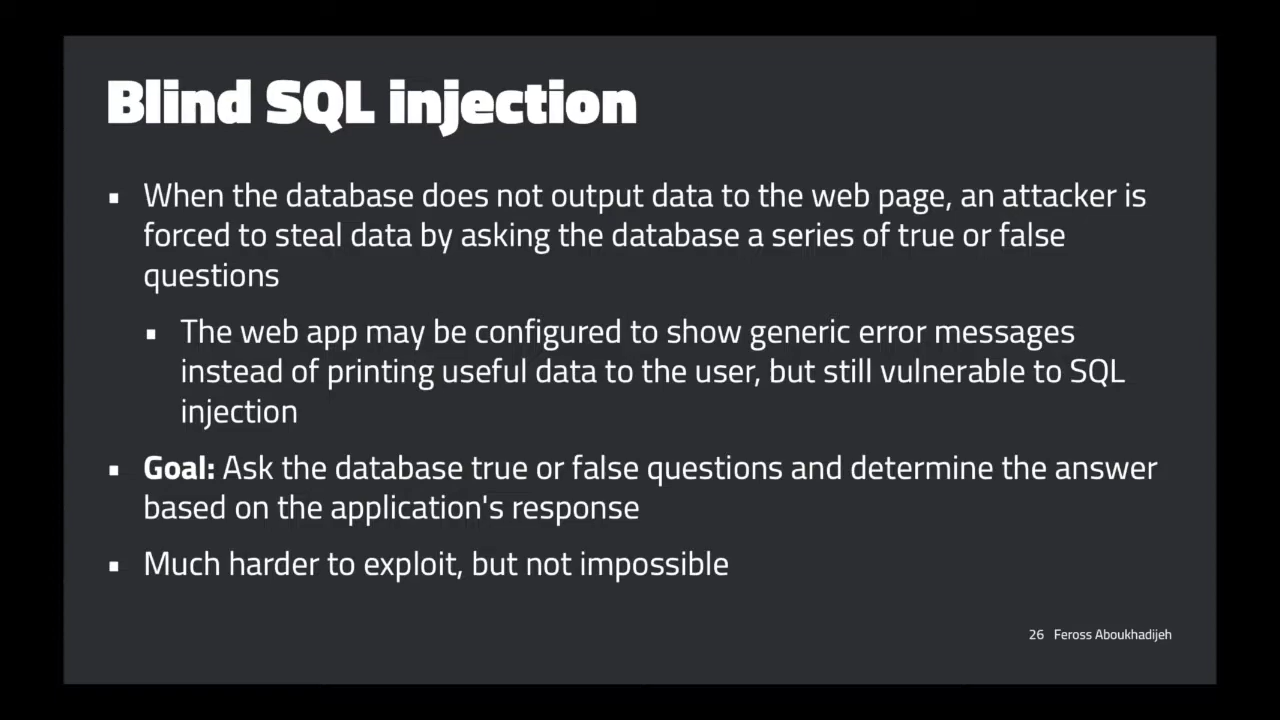 Blind SQL injection
▪ When the database does not output data to the web page, an attacker is
forced to steal data by asking the database a series of true or false
questions
▪ The web app may be configured to show generic error messages
instead of printing useful data to the user, but still vulnerable to SQL
injection
▪ Goal: Ask the database true or false questions and determine the answer
based on the application's response
▪ Much harder to exploit, but not impossible
26 Feross Aboukhadijeh